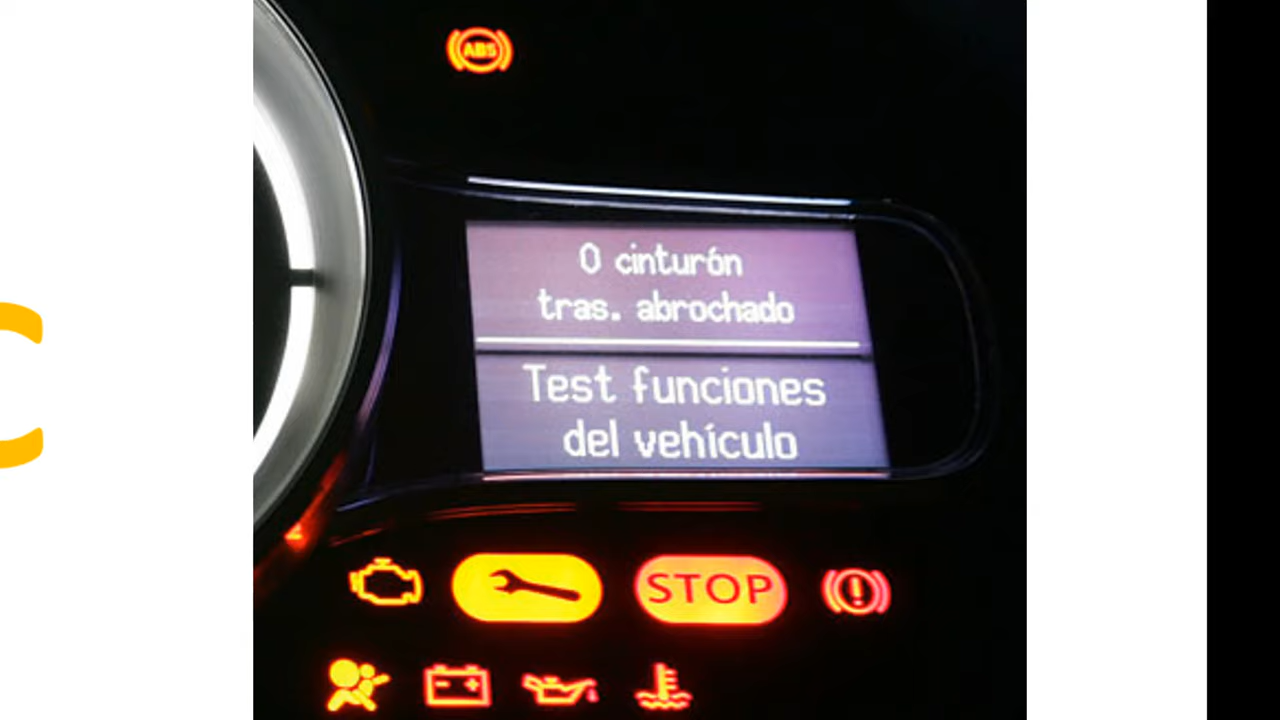 ABS
0 cinturón
tras. abrochado
Test funciones
del vehículo
STOP